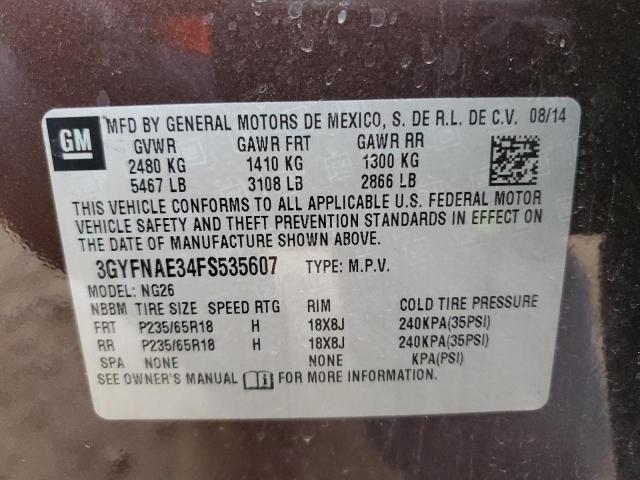 GM
MFD BY GENERAL MOTORS DE MEXICO, S. DE R.L. DE C.V. 08/14
GVWR GAWR FRT GAWR RR
2480 KG 1410 KG 1300 KG
5467 LB 3108 LB 2866 LB
THIS VEHICLE CONFORMS TO ALL APPLICABLE U.S. FEDERAL MOTOR
VEHICLE SAFETY AND THEFT PREVENTION STANDARDS IN EFFECT ON
THE DATE OF MANUFACTURE SHOWN ABOVE.
3GYFNAE34FS535607 TYPE: M.P.V.
MODEL: NG26
NBBM TIRE SIZE SPEED RTG RIM COLD TIRE PRESSURE
FRT P235/65R18 H 18X8J 240KPA(35PSI)
RR P235/65R18 H 18X8J 240KPA(35PSI)
SPA NONE NONE KPA(PSI)
SEE OWNER'S MANUAL FOR MORE INFORMATION.